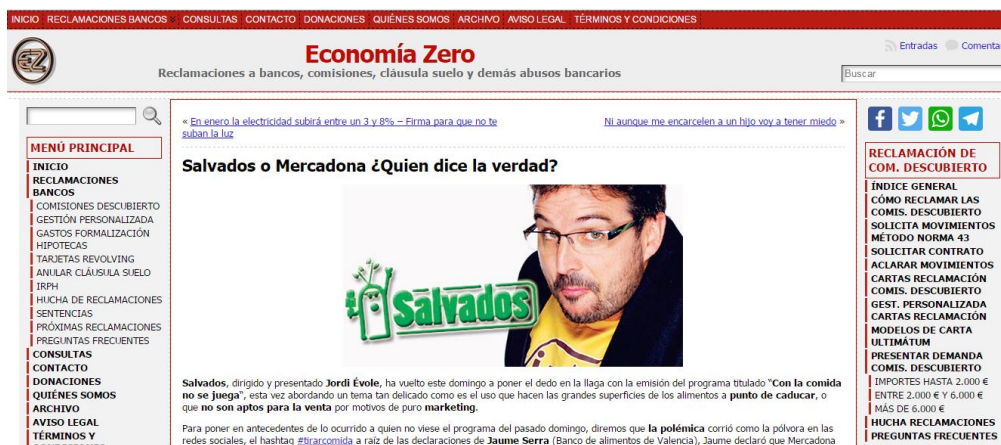 INICIO RECLAMACIONES BANCOS CONSULTAS CONTACTO DONACIONES QUIÉNES SOMOS ARCHIVO AVISO LEGAL TÉRMINOS Y CONDICIONES
EZ
Economía Zero
Reclamaciones a bancos, comisiones, cláusula suelo y demás abusos bancarios
Entradas Comenta
Buscar
MENÚ PRINCIPAL
INICIO
RECLAMACIONES
BANCOS
COMISIONES DESCUBIERTO
GESTIÓN PERSONALIZADA
GASTOS FORMALIZACIÓN
HIPOTECAS
TARJETAS REVOLVING
ANULAR CLÁUSULA SUELO
IRPH
HUCHA DE RECLAMACIONES
SENTENCIAS
PRÓXIMAS RECLAMACIONES
PREGUNTAS FRECUENTES
CONSULTAS
CONTACTO
DONACIONES
QUIÉNES SOMOS
ARCHIVO
AVISO LEGAL
TÉRMINOS Y
« En enero la electricidad subirá entre un 3 y 8% – Firma para que no te
suban la luz
Ni aunque me encarcelen a un hijo voy a tener miedo »
Salvados o Mercadona ¿Quien dice la verdad?
Salvados
Salvados, dirigido y presentado Jordi Évole, ha vuelto este domingo a poner el dedo en la llaga con la emisión del programa titulado "Con la comida
no se juega", esta vez abordando un tema tan delicado como es el uso que hacen las grandes superficies de los alimentos a punto de caducar, o
que no son aptos para la venta por motivos de puro marketing.
Para poner en antecedentes de lo ocurrido a quien no viese el programa del pasado domingo, diremos que la polémica corrió como la pólvora en las
redes sociales, el hashtag #tirarcomida a raíz de las declaraciones de Jaume Serra (Banco de alimentos de Valencia), Jaume declaró que Mercadona
RECLAMACIÓN DE
COM. DESCUBIERTO
ÍNDICE GENERAL
CÓMO RECLAMAR LAS
COMIS. DESCUBIERTO
SOLICITA MOVIMIENTOS
MÉTODO NORMA 43
SOLICITAR CONTRATO
ACLARAR MOVIMIENTOS
CARTAS RECLAMACIÓN
COMIS. DESCUBIERTO
GEST. PERSONALIZADA
CARTAS RECLAMACIÓN
MODELOS DE CARTA
ULTIMÁTUM
PRESENTAR DEMANDA
COMIS. DESCUBIERTO
IMPORTES HASTA 2.000 €
ENTRE 2.000 € Y 6.000 €
MÁS DE 6.000 €
HUCHA RECLAMACIONES
PREGUNTAS FRECUENTES